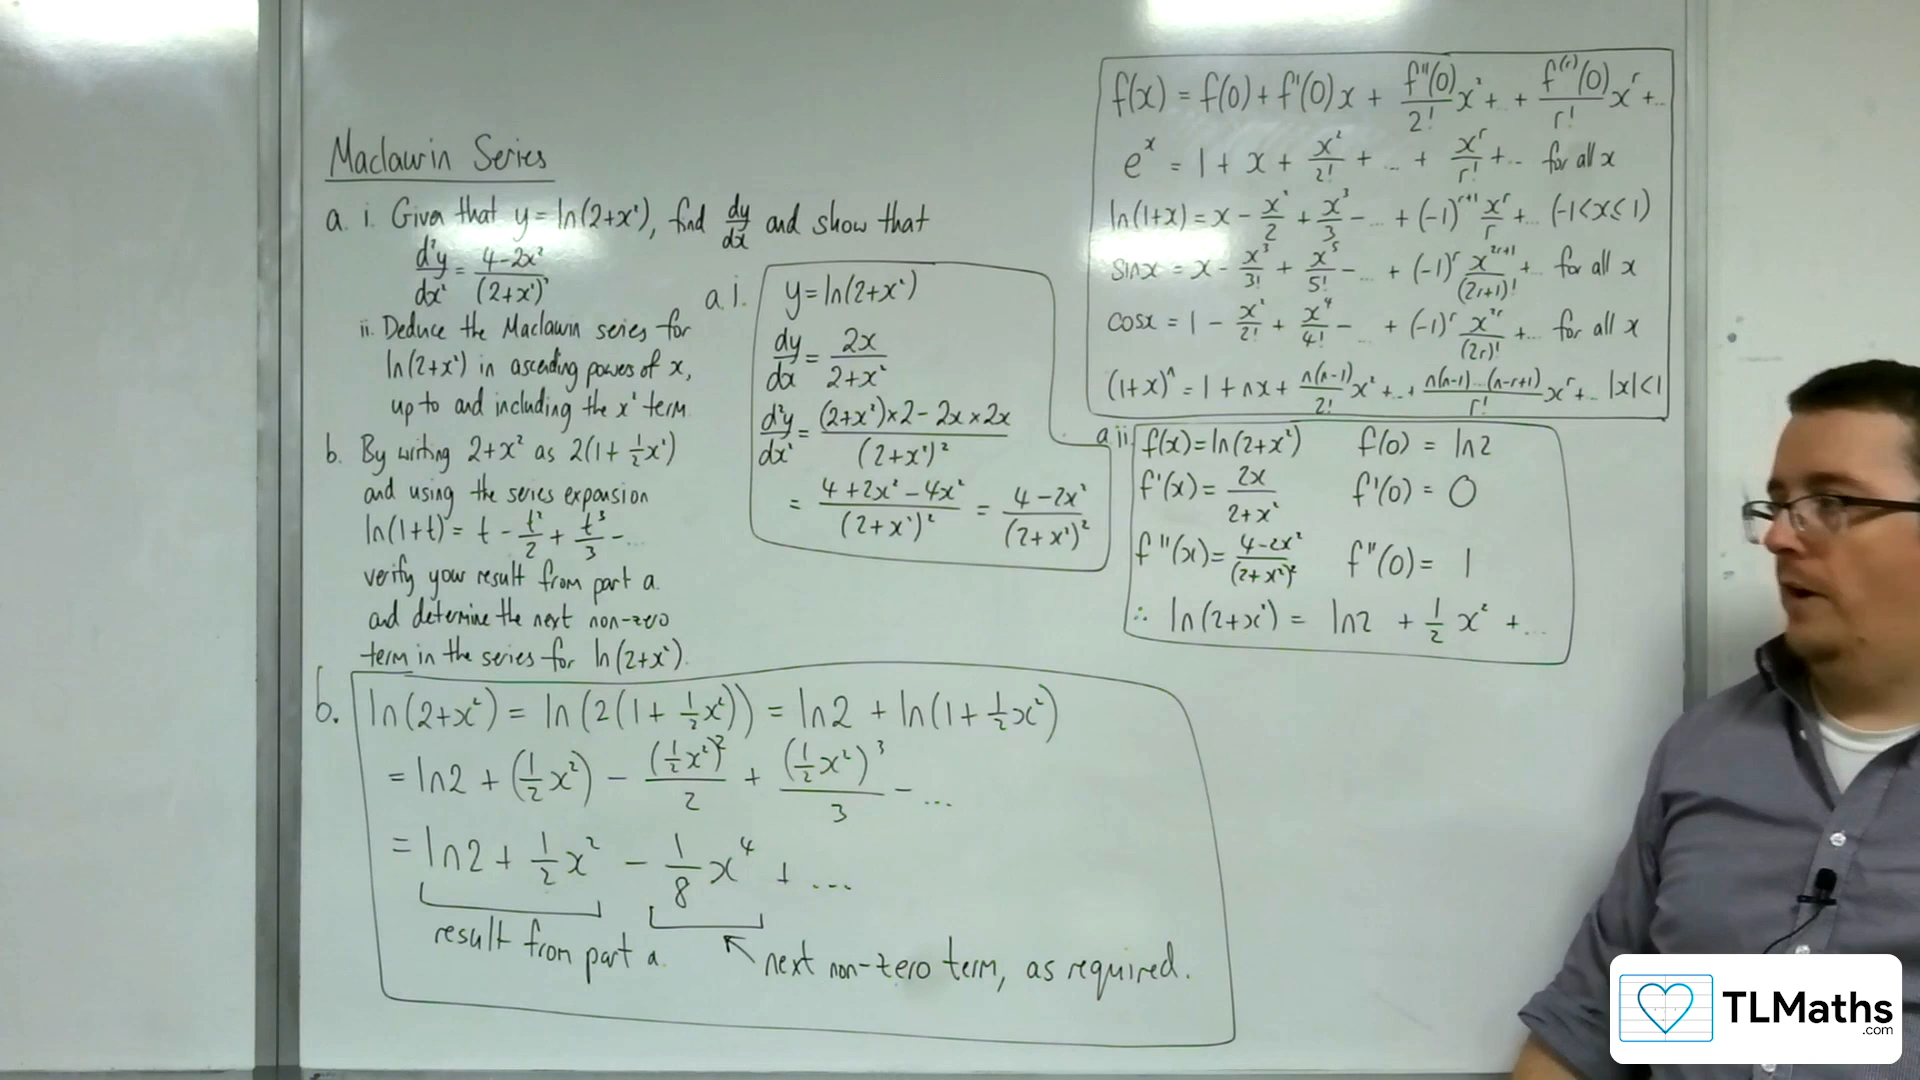 Maclaurin Series
a. i. Given that y = ln(2+x²), find dy/dx and show that
d²y/dx² = (4-2x²)/(2+x²)²
ii. Deduce the Maclaurin series for
ln(2+x²) in ascending powers of x,
up to and including the x² term
b. By writing 2+x² as 2(1+½x²)
and using the series expansion
ln(1+t) = t - t²/2 + t³/3 - ...
verify your result from part a.
and determine the next non-zero
term in the series for ln(2+x²).
f(x) = f(0) + f'(0)x + f''(0)/2! x² + .. + f⁽ʳ⁾(0)/r! xʳ + ...
eˣ = 1 + x + x²/2! + ... + xʳ/r! + ... for all x
ln(1+x) = x - x²/2 + x³/3 - ... + (-1)ʳ⁺¹ xʳ/r + ... (-1<x≤1)
sinx = x - x³/3! + x⁵/5! - ... + (-1)ʳ x²ʳ⁺¹/(2r+1)! + ... for all x
cosx = 1 - x²/2! + x⁴/4! - ... + (-1)ʳ x²ʳ/(2r)! + ... for all x
(1+x)ⁿ = 1 + nx + n(n-1)/2! x² + ... + n(n-1)...(n-r+1)/r! xʳ + ... |x|<1
a.i. y = ln(2+x²)
dy/dx = 2x/(2+x²)
d²y/dx² = ((2+x²)×2 - 2x×2x)/(2+x²)²
= (4+2x²-4x²)/(2+x²)² = (4-2x²)/(2+x²)²
a ii. f(x) = ln(2+x²) f(0) = ln2
f'(x) = 2x/(2+x²) f'(0) = 0
f''(x) = (4-2x²)/(2+x²)² f''(0) = 1
∴ ln(2+x²) = ln2 + ½x² + ...
b. ln(2+x²) = ln(2(1+½x²)) = ln2 + ln(1+½x²)
= ln2 + (½x²) - (½x²)²/2 + (½x²)³/3 - ...
= ln2 + ½x² - ⅛x⁴ + ...
result from part a.
next non-zero term, as required.
TLMaths
.com